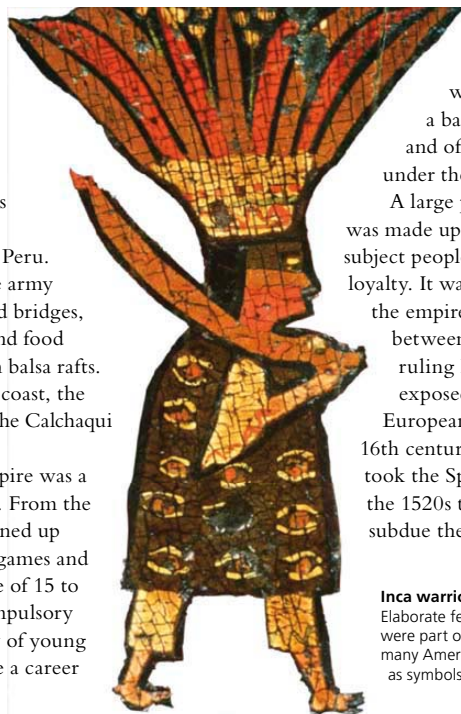 s
Peru.
e army
d bridges,
nd food
n balsa rafts.
coast, the
he Calchaqui
pire was a
. From the
ned up
games and
e of 15 to
mpulsory
y of young
e a career
w
a ba
and of
under the
A large p
was made up
subject people
loyalty. It wa
the empire
between
ruling
exposed
European
16th century
took the Sp
the 1520s t
subdue the
Inca warrio
Elaborate fe
were part o
many Ameri
as symbols